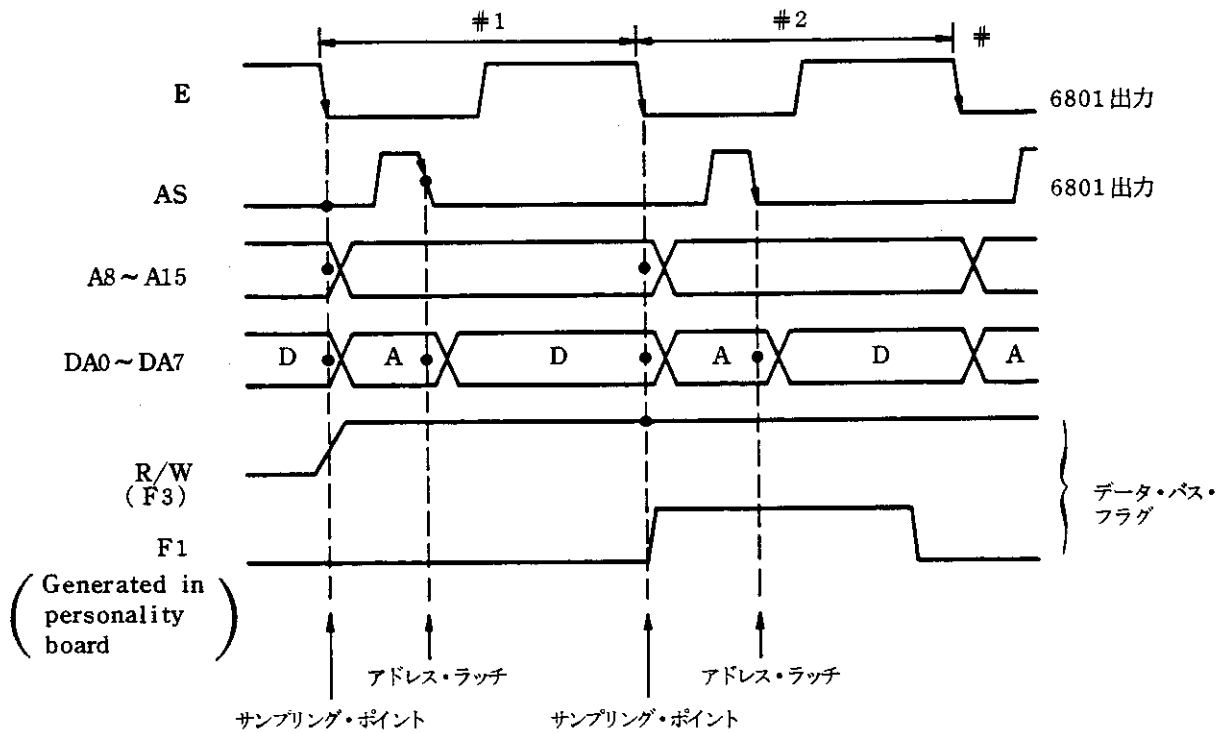 #1 #2 #
E 6801出力
AS 6801出力
A8～A15
DA0～DA7 D A D A D A
R/W
(F3)
データ・バス・
フラグ
F1
Generated in
personality
board
アドレス・ラッチ アドレス・ラッチ
サンプリング・ポイント サンプリング・ポイント